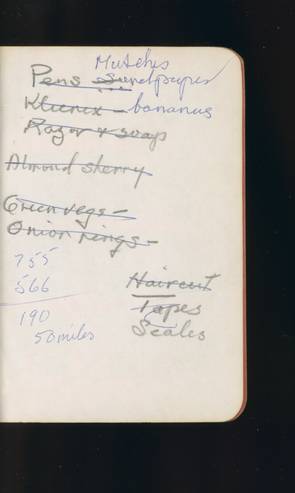 Matches
Pens Sandpaper
Kleenex - bananas
Razor & soap
Almond sherry
Green vegs -
Onion Rings -
755
566
190
50 miles
Haircut
Tapes
Scales